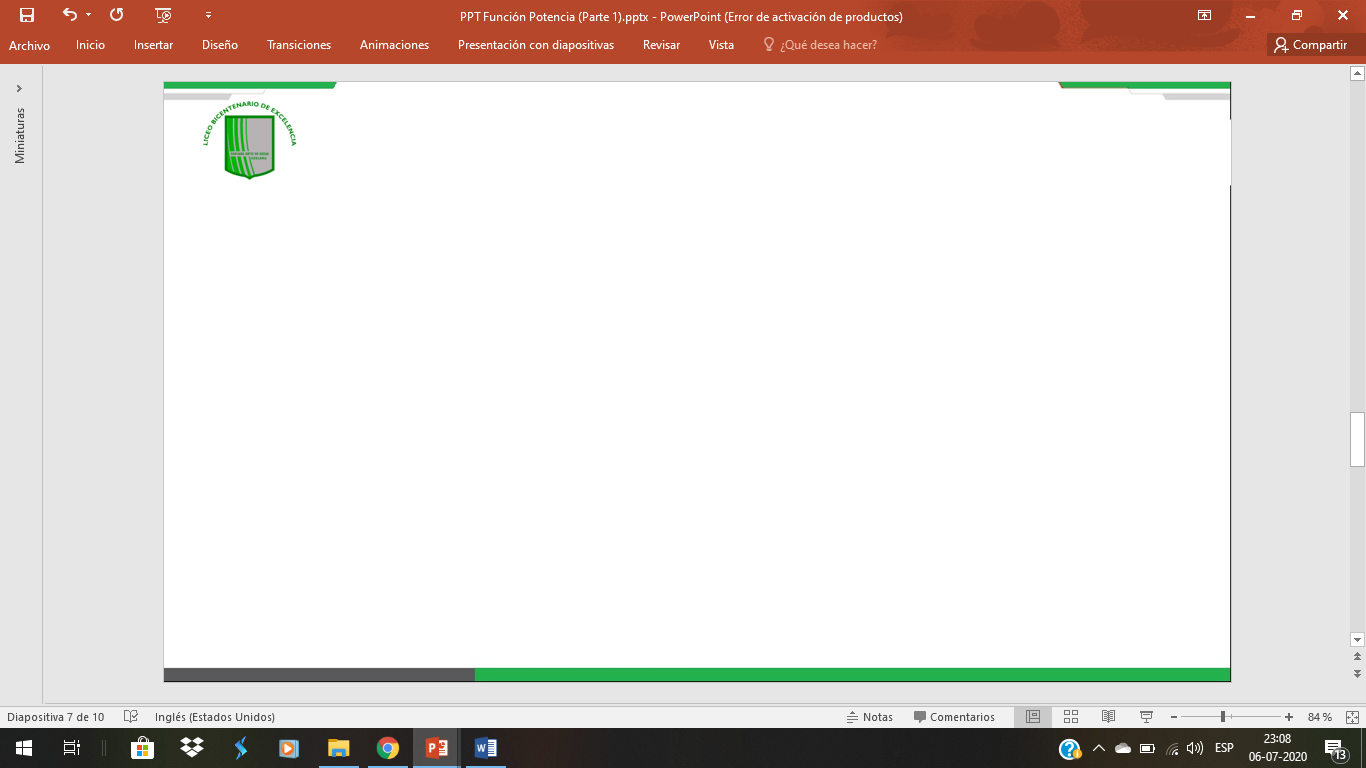 PPT Función Potencia (Parte 1).pptx - PowerPoint (Error de activación de productos)
Archivo Inicio Insertar Diseño Transiciones Animaciones Presentación con diapositivas Revisar Vista ¿Qué desea hacer? Compartir
Miniaturas
LICEO BICENTENARIO DE EXCELENCIA
Diapositiva 7 de 10 Inglés (Estados Unidos) Notas Comentarios 84 %
ESP 23:08
06-07-2020 13